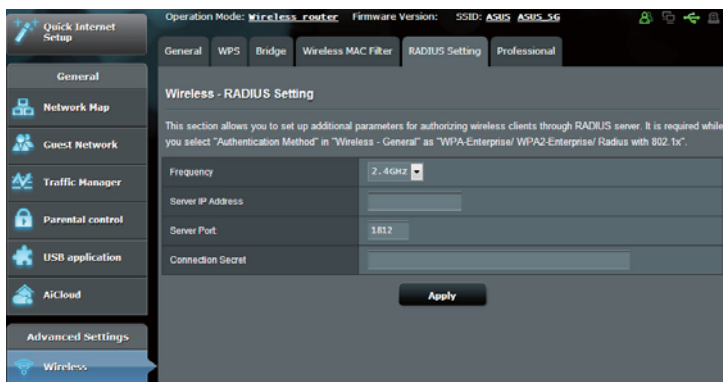 Quick Internet
Setup
Operation Mode: Wireless router Firmware Version: SSID: ASUS ASUS_5G
General WPS Bridge Wireless MAC Filter RADIUS Setting Professional
General
Network Map
Guest Network
Traffic Manager
Parental control
USB application
AiCloud
Advanced Settings
Wireless
Wireless - RADIUS Setting
This section allows you to set up additional parameters for authorizing wireless clients through RADIUS server. It is required while
you select "Authentication Method" in "Wireless - General" as "WPA-Enterprise/ WPA2-Enterprise/ Radius with 802.1x".
Frequency 2.4GHz
Server IP Address
Server Port: 1812
Connection Secret
Apply